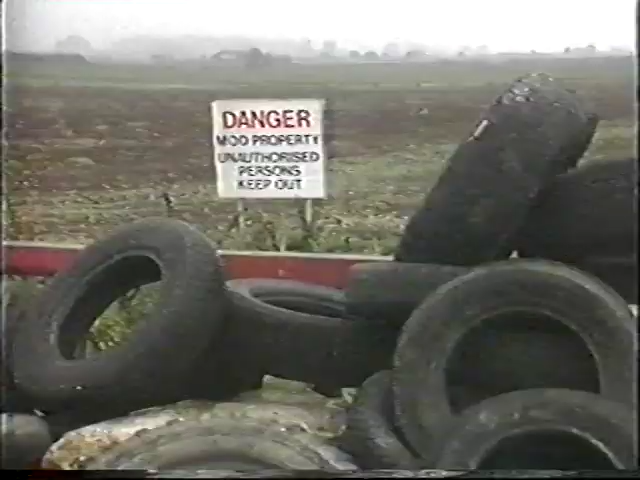 DANGER
MOD PROPERTY
UNAUTHORISED
PERSONS
KEEP OUT